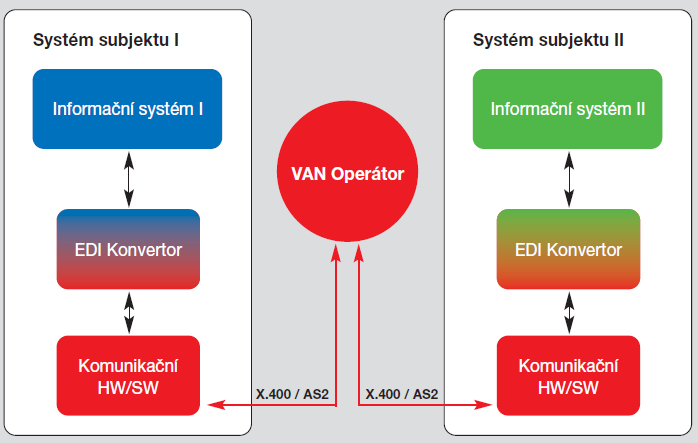 Systém subjektu I
Informační systém I
EDI Konvertor
Komunikační
HW/SW
VAN Operátor
X.400 / AS2
X.400 / AS2
Systém subjektu II
Informační systém II
EDI Konvertor
Komunikační
HW/SW